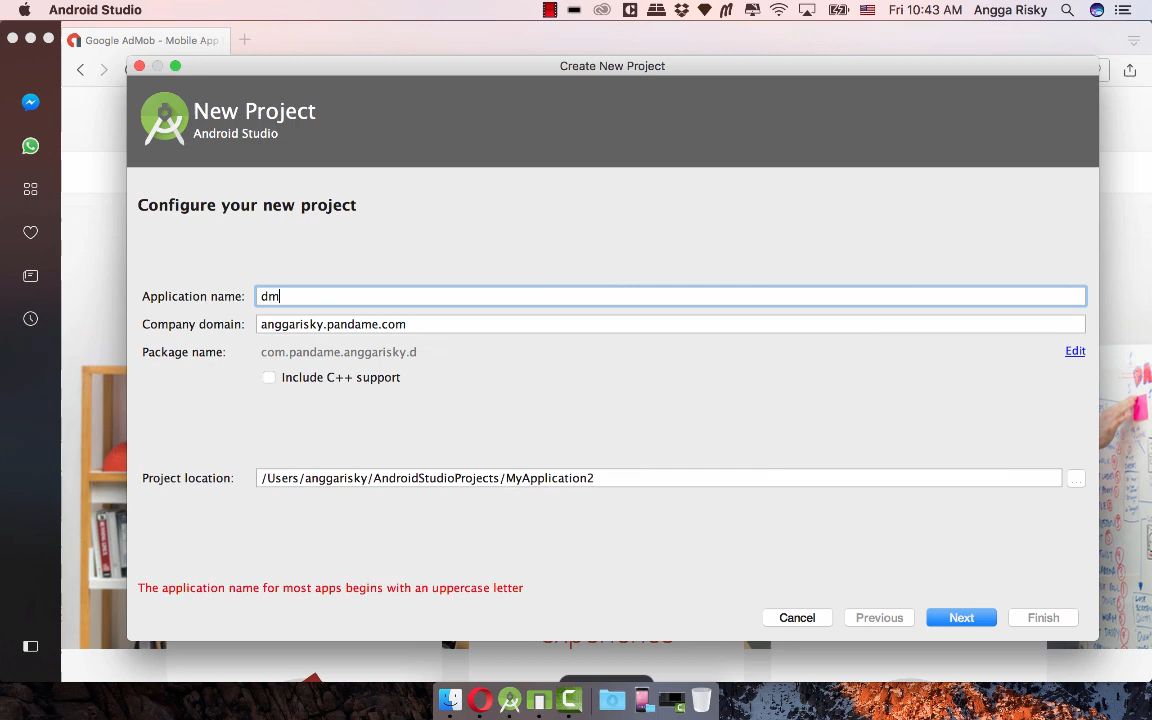 Android Studio
Fri 10:43 AM
Angga Risky
Google AdMob - Mobile App
Create New Project
New Project
Android Studio
Configure your new project
Application name:
dm
Company domain:
anggarisky.pandame.com
Package name:
com.pandame.anggarisky.d
Edit
Include C++ support
Project location:
/Users/anggarisky/AndroidStudioProjects/MyApplication2
...
The application name for most apps begins with an uppercase letter
Cancel
Previous
Next
Finish
experience